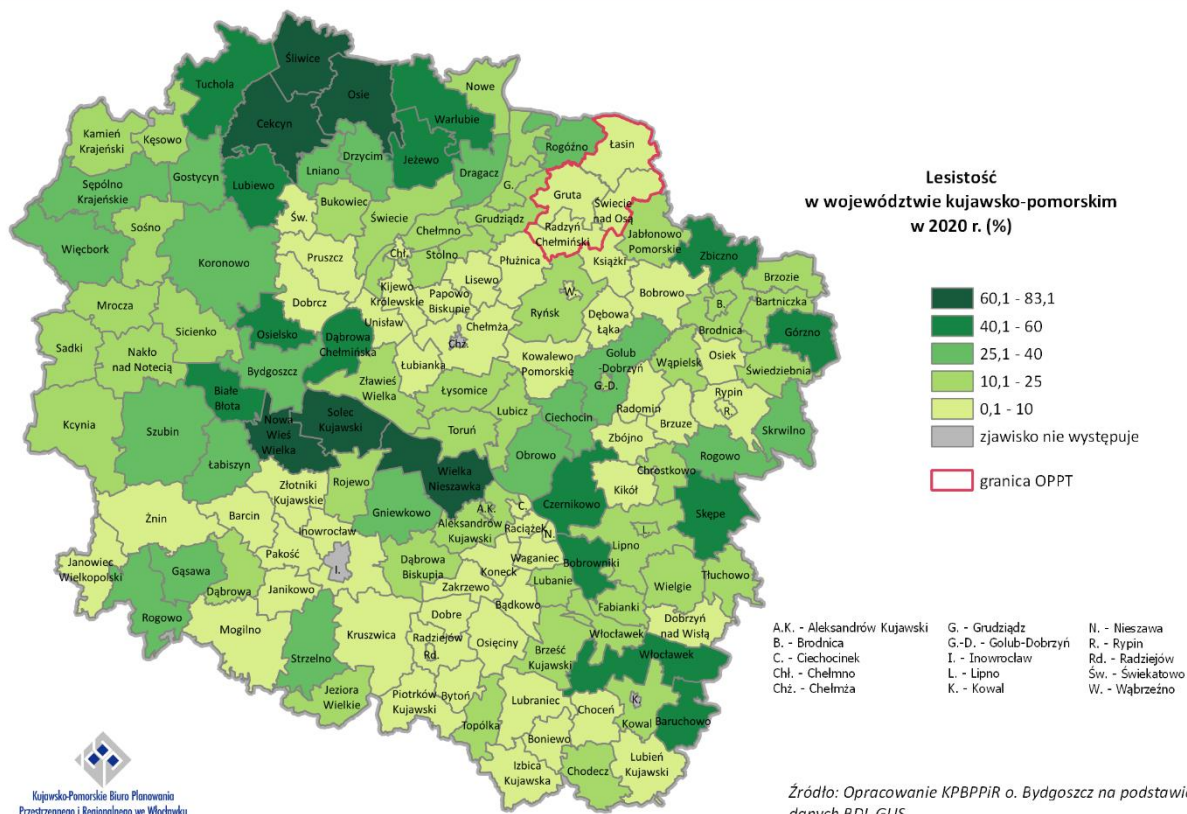 Śliwice
Tuchola
Osie
Nowe
Cekcyn
Warlubie
Kamień
Krajeński
Kęsowo
Rogóźno
Łasin
Drzycim
Jeżewo
Gostycyn
Lniano
Dragacz
Sępólno
Krajeńskie
Lubiewo
G.
Gruta
Bukowiec
Św.
Świecie
Grudziądz
Świecie
nad Osą
Sośno
Radzyń
Chełmiński
Więcbork
Chełmno
Jabłonowo
Pomorskie
Koronowo
Pruszcz
Chł.
Stolno
Płużnica
Książki
Zbiczno
Brzozie
Lisewo
Kijewo
Królewskie
Papowo
Biskupie
W.
Bobrowo
Bartniczka
Mrocza
Dobrcz
Ryńsk
B.
Unisław
Chełmża
Dębowa
Łąka
Brodnica
Górzno
Sicienko
Osielsko
Dąbrowa
Chełmińska
Chż.
Sadki
Nakło
nad Notecią
Łubianka
Kowalewo
Pomorskie
Golub
-Dobrzyń
Wąpielsk
Osiek
Świedziebnia
Bydgoszcz
Zławieś
Wielka
Łysomice
G.-D.
Białe
Błota
Rypin
R.
Kcynia
Solec
Kujawski
Lubicz
Ciechocin
Radomin
Brzuze
Szubin
Nowa
Wieś
Wielka
Toruń
Zbójno
Skrwilno
Łabiszyn
Obrowo
Rogowo
Wielka
Nieszawka
Złotniki
Kujawskie
Rojewo
Chrostkowo
Kikół
Czernikowo
Skępe
Żnin
Barcin
Gniewkowo
A.K.
C.
Inowrocław
Aleksandrów
Kujawski
Raciążek
N.
L.
Lipno
Pakość
I.
Janowiec
Wielkopolski
Gąsawa
Dąbrowa
Dąbrowa
Biskupia
Waganiec
Bobrowniki
Koneck
Lubanie
Wielgie
Tłuchowo
Janikowo
Zakrzewo
Bądkowo
Fabianki
Rogowo
Dobre
Dobrzyń
nad Wisłą
Mogilno
Kruszwica
Radziejów
Osięciny
Włocławek
Rd.
Brześć
Kujawski
Włocławek
Strzelno
Jeziora
Wielkie
Piotrków
Kujawski
Bytoń
Lubraniec
Choceń
K.
Kowal
Baruchowo
Topólka
Boniewo
Izbica
Kujawska
Chodecz
Lubień
Kujawski
Lesistość
w województwie kujawsko-pomorskim
w 2020 r. (%)
60,1 - 83,1
40,1 - 60
25,1 - 40
10,1 - 25
0,1 - 10
zjawisko nie występuje
granica OPPT
A.K. - Aleksandrów Kujawski
B. - Brodnica
C. - Ciechocinek
Chł. - Chełmno
Chż. - Chełmża
G. - Grudziądz
G.-D. - Golub-Dobrzyń
I. - Inowrocław
L. - Lipno
K. - Kowal
N. - Nieszawa
R. - Rypin
Rd. - Radziejów
Św. - Świekatowo
W. - Wąbrzeźno
Kujawsko-Pomorskie Biuro Planowania
Przestrzennego i Regionalnego we Włocławku
Źródło: Opracowanie KPBPPiR o. Bydgoszcz na podstawie
danych BDL GUS